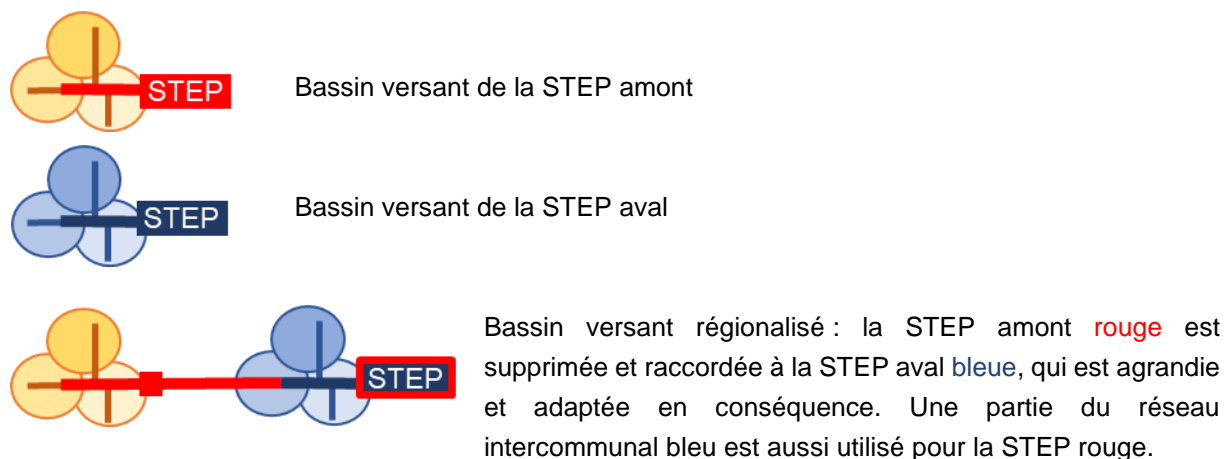 STEP
Bassin versant de la STEP amont
STEP
Bassin versant de la STEP aval
Bassin versant régionalisé : la STEP amont rouge est
supprimée et raccordée à la STEP aval bleue, qui est agrandie
et adaptée en conséquence. Une partie du réseau
intercommunal bleu est aussi utilisé pour la STEP rouge.
STEP